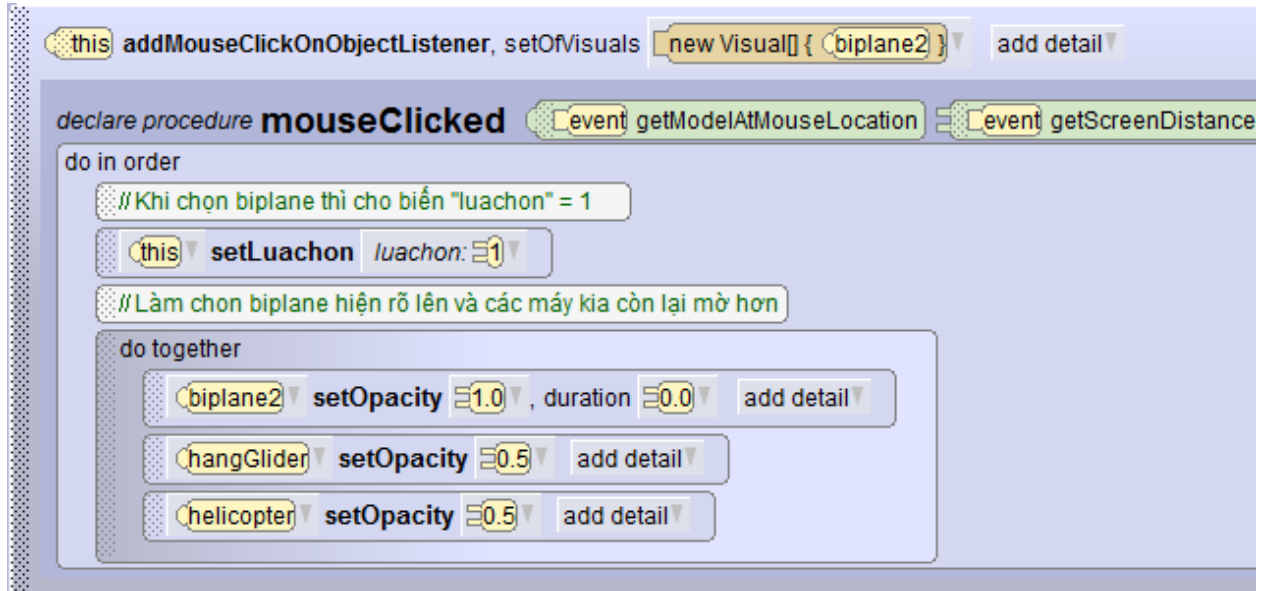 this addMouseClickOnObjectListener, setOfVisuals new Visual[] { biplane2 } add detail
declare procedure mouseClicked event getModelAtMouseLocation event getScreenDistance
do in order
//Khi chọn biplane thì cho biến "luachon" = 1
this setLuachon luachon: 1
//Làm chon biplane hiện rõ lên và các máy kia còn lại mờ hơn
do together
biplane2 setOpacity 1.0 , duration 0.0 add detail
hangGlider setOpacity 0.5 add detail
helicopter setOpacity 0.5 add detail